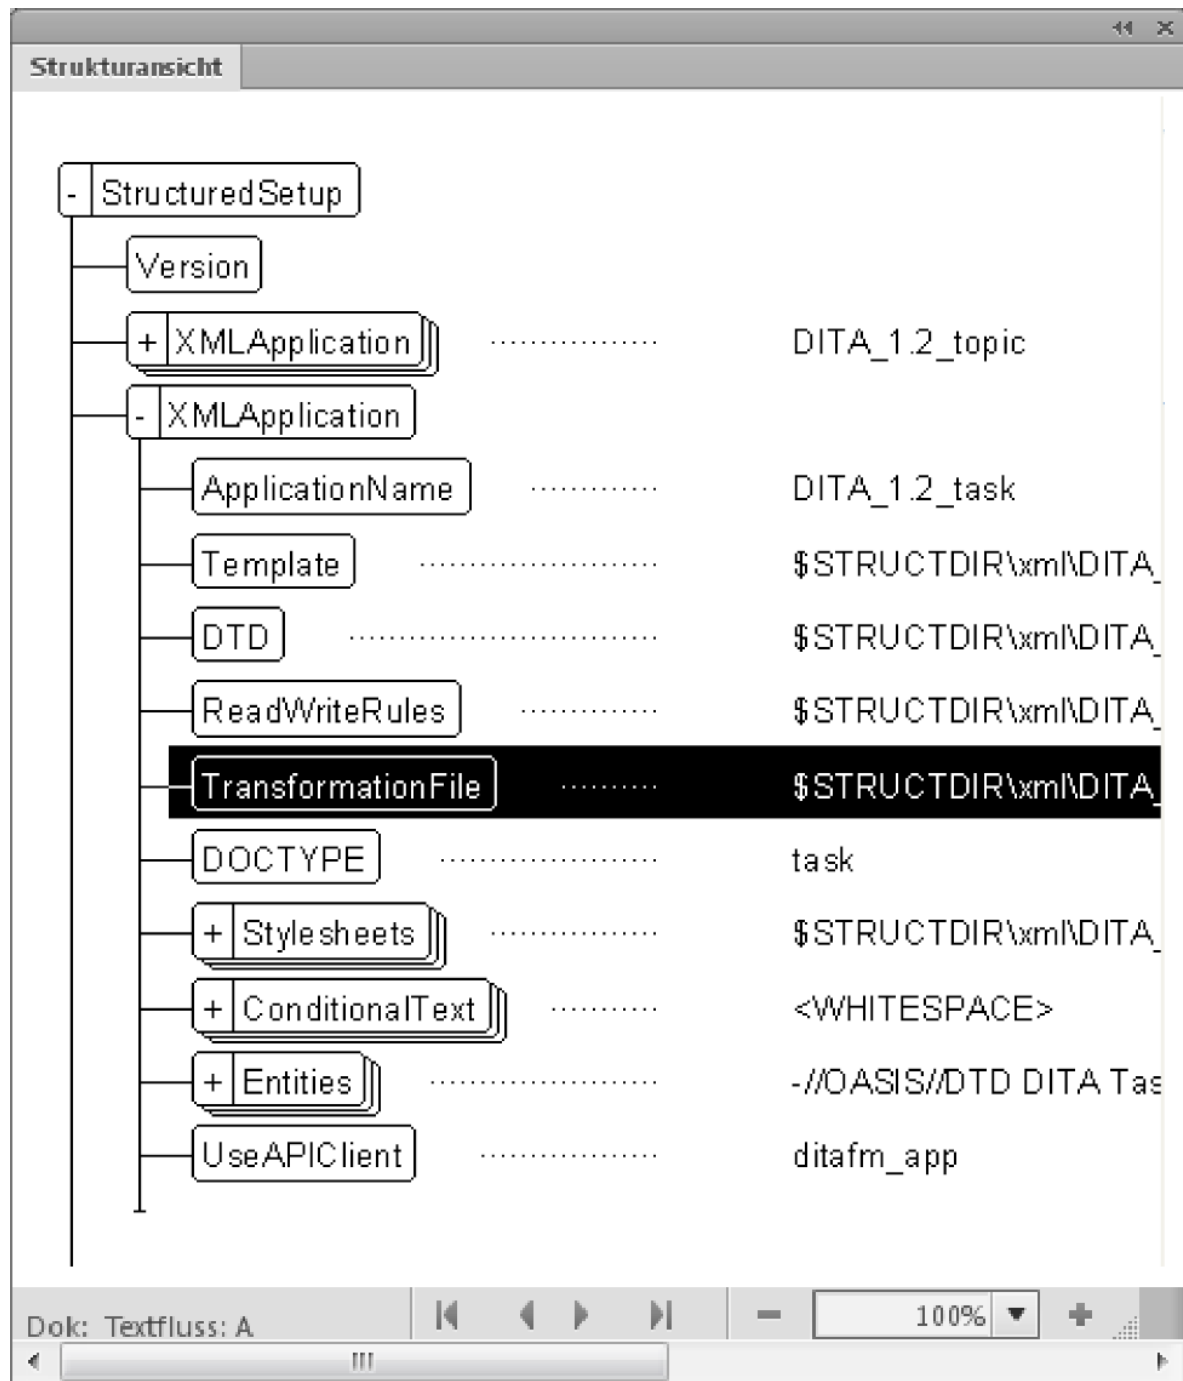 Strukturansicht
- StructuredSetup
Version
+ XMLApplication DITA_1.2_topic
- XMLApplication
ApplicationName DITA_1.2_task
Template $STRUCTDIR\xml\DITA_
DTD $STRUCTDIR\xml\DITA_
ReadWriteRules $STRUCTDIR\xml\DITA_
TransformationFile $STRUCTDIR\xml\DITA_
DOCTYPE task
+ Stylesheets $STRUCTDIR\xml\DITA_
+ ConditionalText <WHITESPACE>
+ Entities -//OASIS//DTD DITA Tas
UseAPIClient ditafm_app
Dok: Textfluss: A 100%